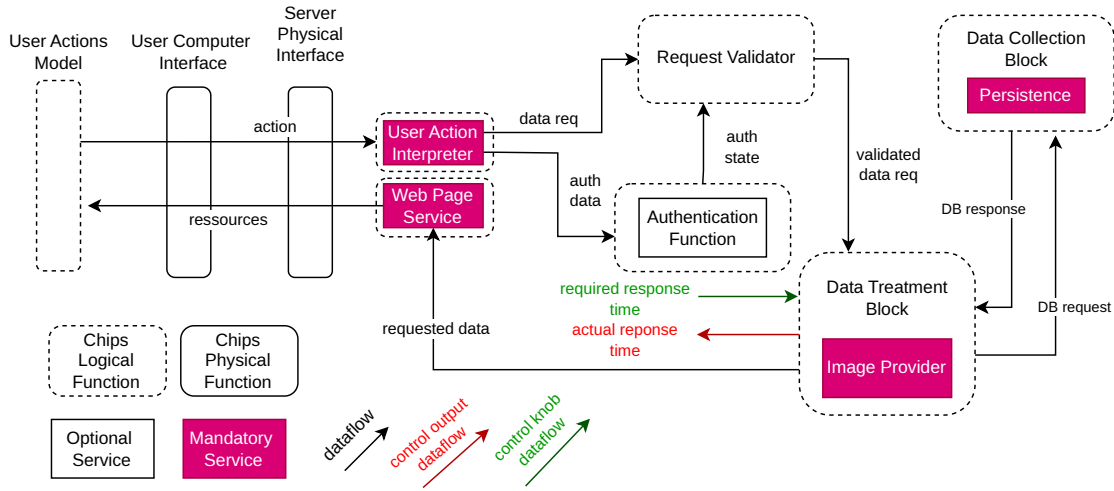 User Actions
Model
User Computer
Interface
Server
Physical
Interface
Request Validator
Data Collection
Block
Persistence
action
User Action
Interpreter
data req
auth
state
validated
data req
Web Page
Service
ressources
auth
data
Authentication
Function
DB response
required response
time
actual reponse
time
Data Treatment
Block
Image Provider
DB request
requested data
Chips
Logical
Function
Chips
Physical
Function
Optional
Service
Mandatory
Service
dataflow
control output
dataflow
control knob
dataflow